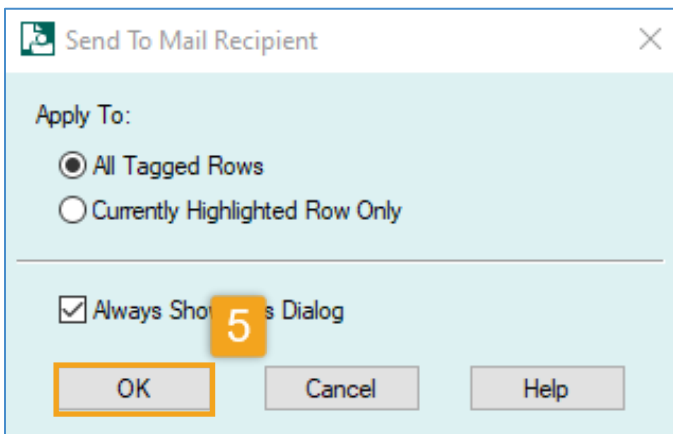 Send To Mail Recipient
Apply To:
All Tagged Rows
Currently Highlighted Row Only
Always Sho s Dialog
5
OK Cancel Help